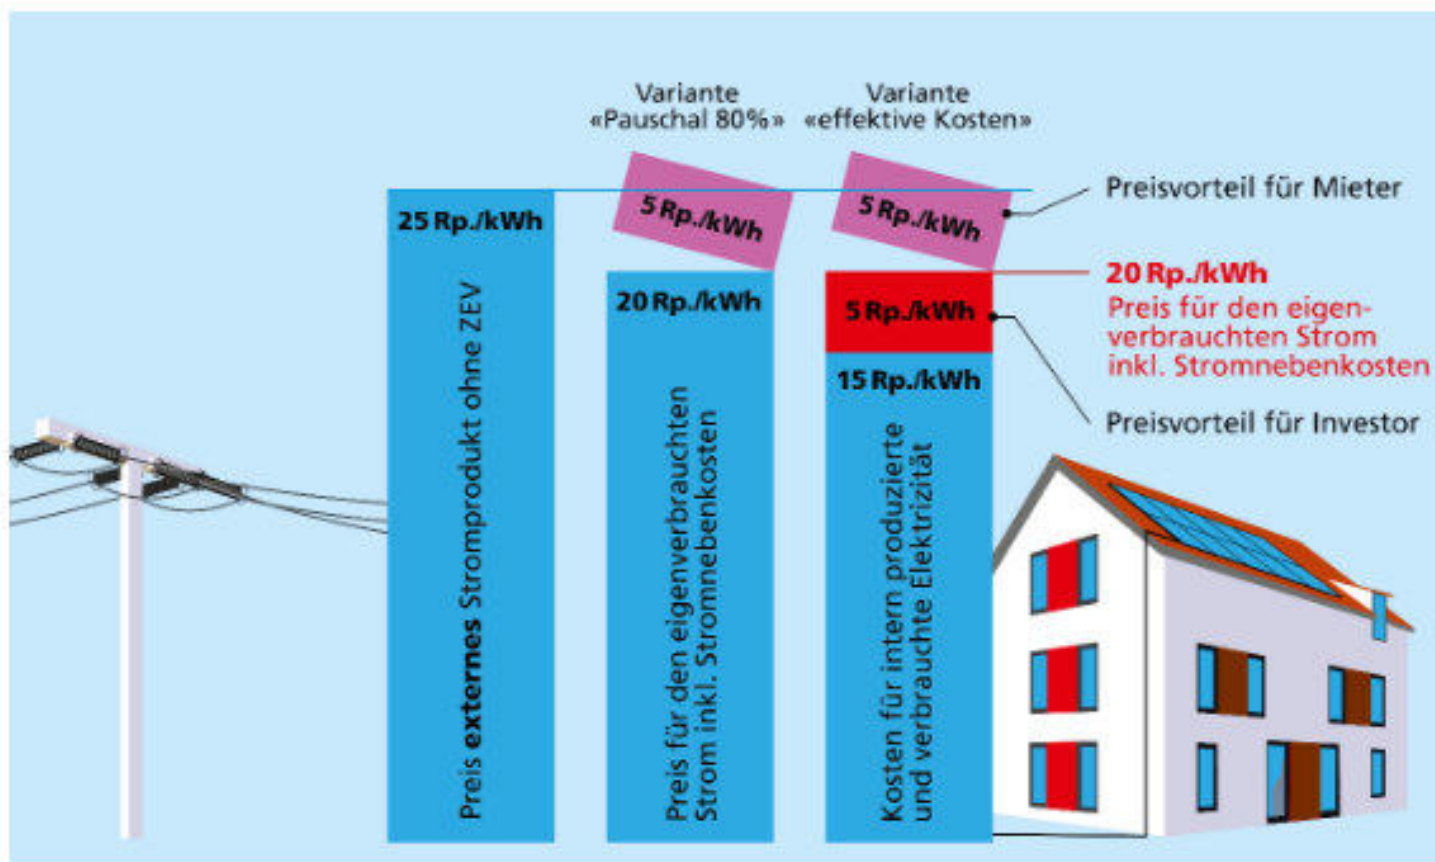 Variante
«Pauschal 80%»
Variante
«effektive Kosten»
25 Rp./kWh
Preis externes Stromprodukt ohne ZEV
5 Rp./kWh
20 Rp./kWh
Preis für den eigenverbrauchten
Strom inkl. Stromnebenkosten
5 Rp./kWh
5 Rp./kWh
15 Rp./kWh
Kosten für intern produzierte
und verbrauchte Elektrizität
Preisvorteil für Mieter
20 Rp./kWh
Preis für den eigen-
verbrauchten Strom
inkl. Stromnebenkosten
Preisvorteil für Investor